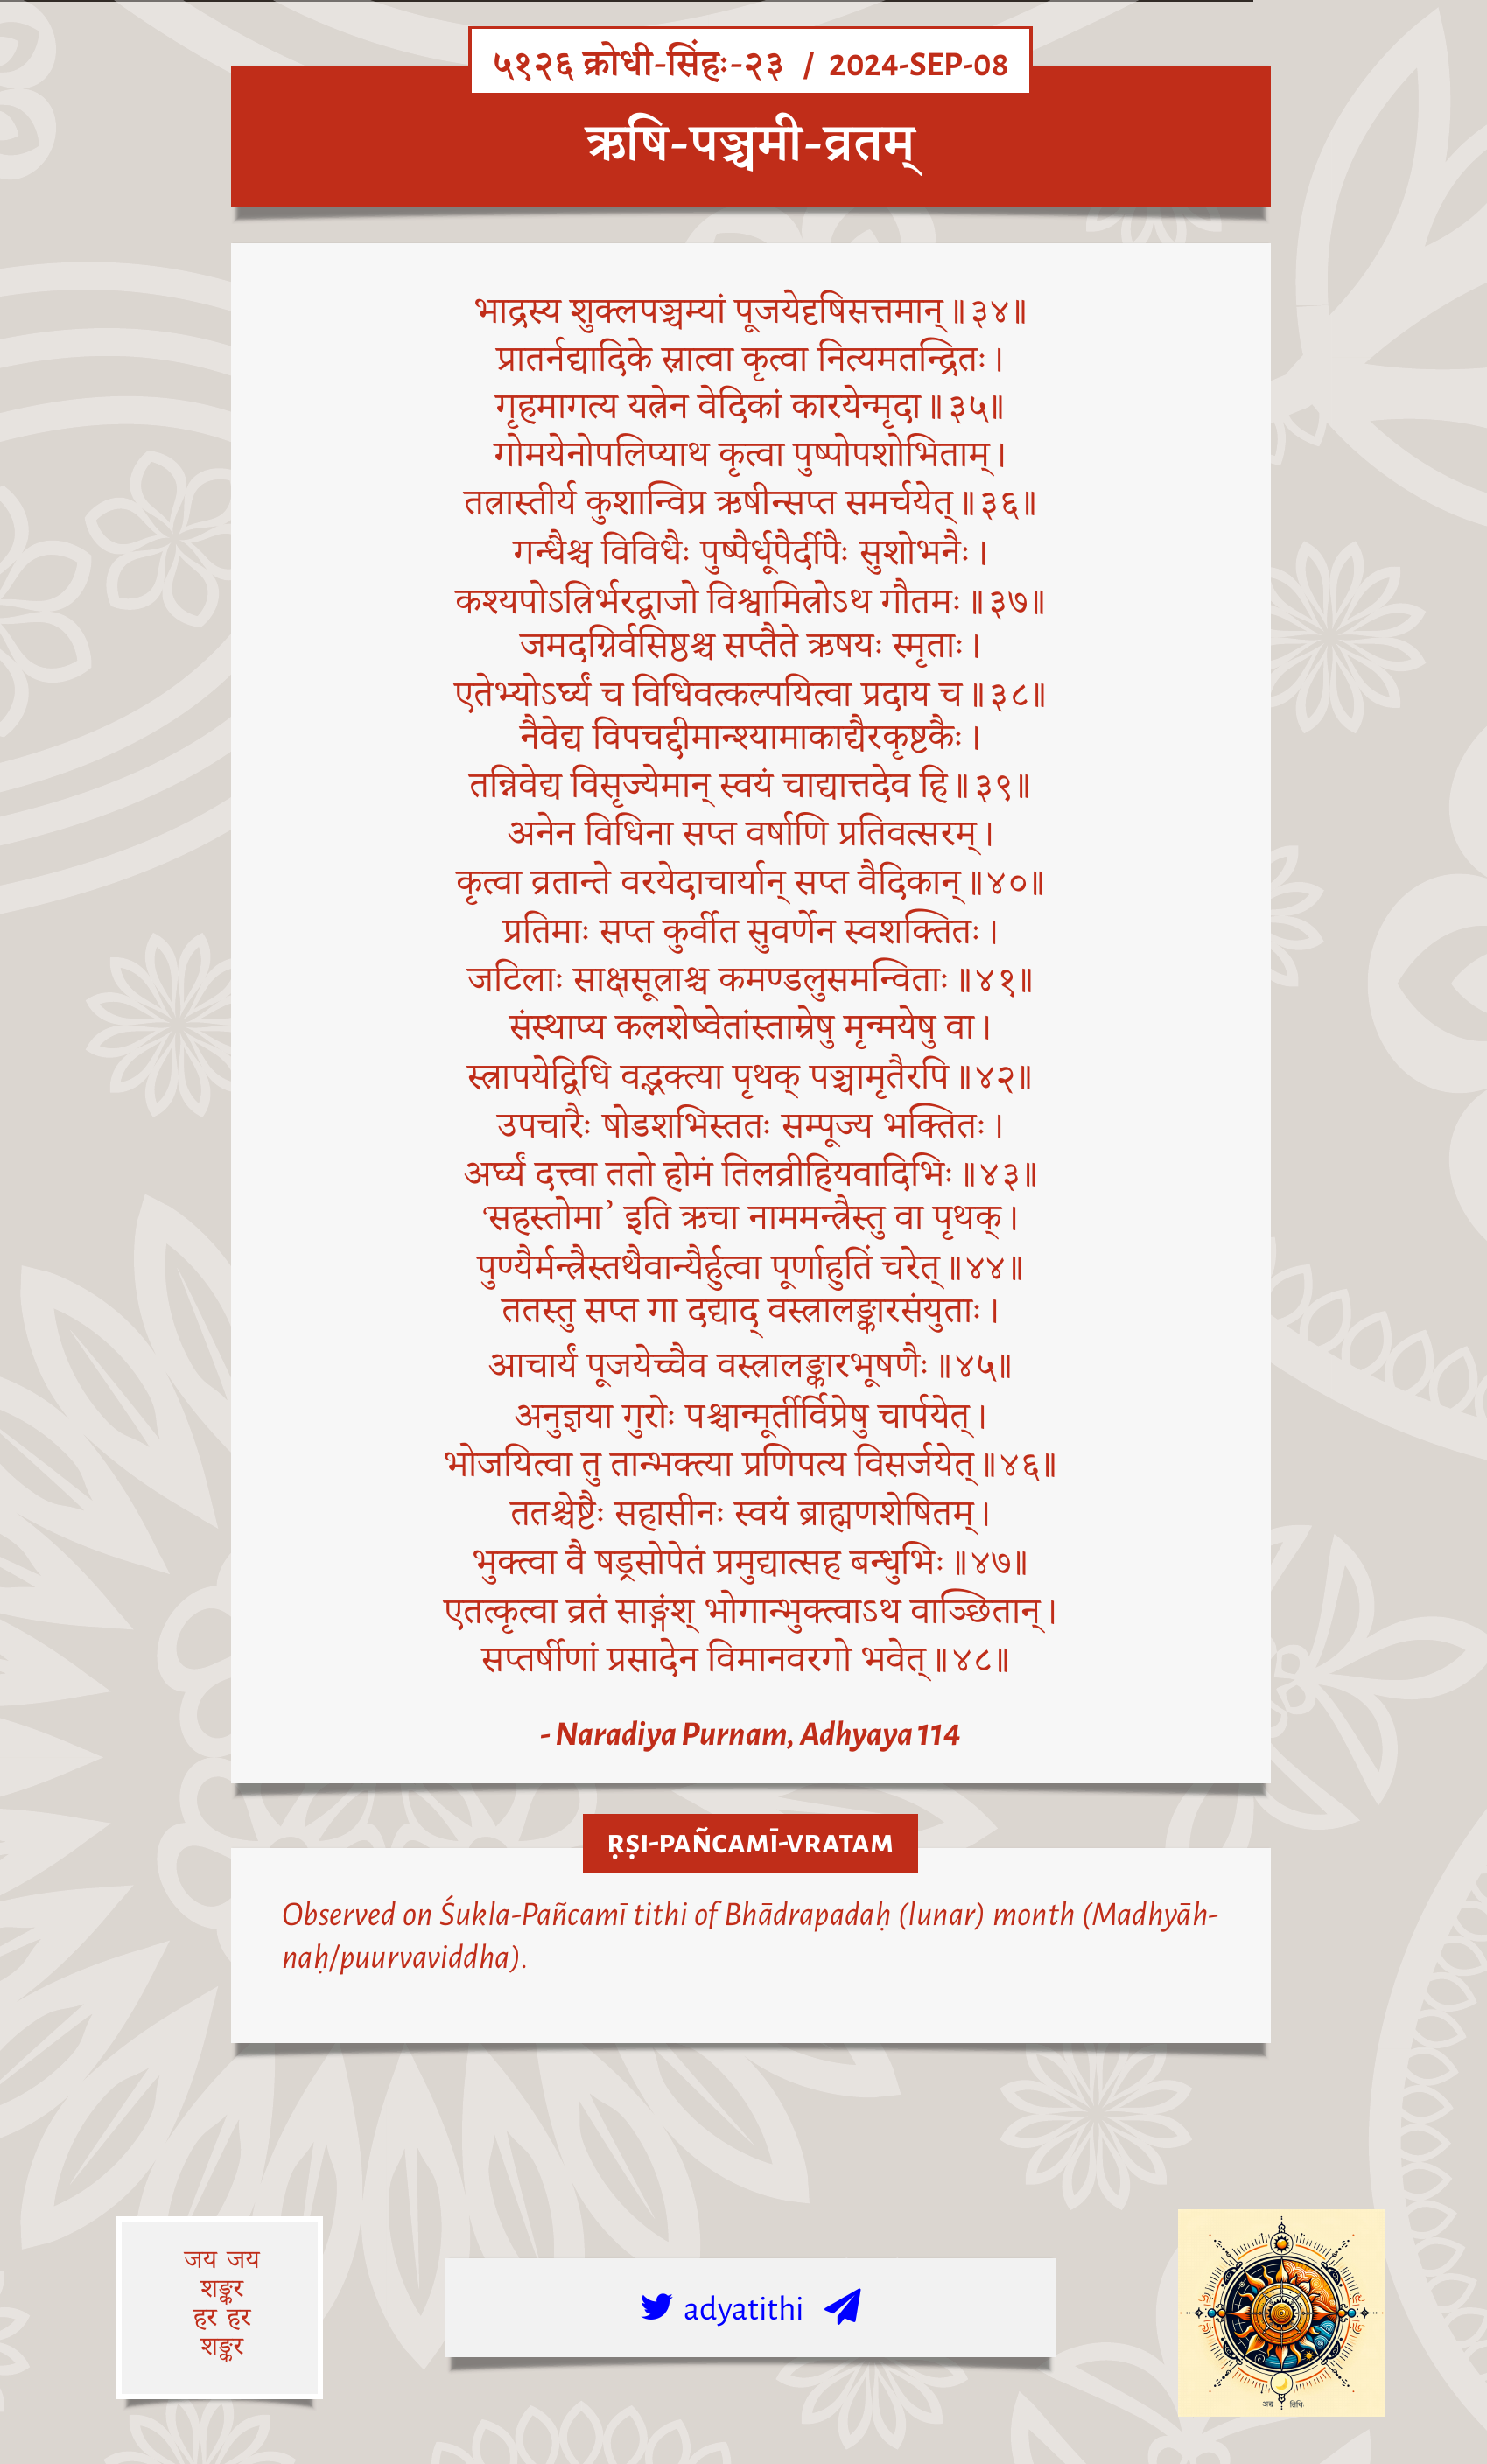 ५१२६ क्रोधी-सिंहः-२३ / 2024-SEP-08
ऋषि-पञ्चमी-व्रतम्
भाद्रस्य शुक्लपञ्चम्यां पूजयेदृषिसत्तमान्॥३४॥
प्रातर्नद्यादिके स्नात्वा कृत्वा नित्यमतन्द्रितः।
गृहमागत्य यत्नेन वेदिकां कारयेन्मृदा॥३५॥
गोमयेनोपलिप्याथ कृत्वा पुष्पोपशोभिताम्।
तत्रास्तीर्य कुशान्विप्र ऋषीन्सप्त समर्चयेत्॥३६॥
गन्धैश्च विविधैः पुष्पैर्धूपैर्दीपैः सुशोभनैः।
कश्यपोऽत्रिर्भरद्वाजो विश्वामित्रोऽथ गौतमः॥३७॥
जमदग्निर्वसिष्ठश्च सप्तैते ऋषयः स्मृताः।
एतेभ्योऽर्घ्यं च विधिवत्कल्पयित्वा प्रदाय च॥३८॥
नैवेद्य विपचद्दीमान्श्यामाकाद्यैरकृष्टकैः।
तन्निवेद्य विसृज्येमान् स्वयं चाद्यात्तदेव हि॥३९॥
अनेन विधिना सप्त वर्षाणि प्रतिवत्सरम्।
कृत्वा व्रतान्ते वरयेदाचार्यान् सप्त वैदिकान्॥४०॥
प्रतिमाः सप्त कुर्वीत सुवर्णेन स्वशक्तितः।
जटिलाः साक्षसूत्राश्च कमण्डलुसमन्विताः॥४१॥
संस्थाप्य कलशेष्वेतांस्ताम्रेषु मृन्मयेषु वा।
स्त्रापयेद्विधि वद्भक्त्या पृथक् पञ्चामृतैरपि॥४२॥
उपचारैः षोडशभिस्ततः सम्पूज्य भक्तितः।
अर्घ्यं दत्त्वा ततो होमं तिलव्रीहियवादिभिः॥४३॥
‘सहस्तोमा’ इति ऋचा नाममन्त्रैस्तु वा पृथक्।
पुण्यैर्मन्त्रैस्तथैवान्यैर्हुत्वा पूर्णाहुतिं चरेत्॥४४॥
ततस्तु सप्त गा दद्याद् वस्त्रालङ्कारसंयुताः।
आचार्यं पूजयेच्चैव वस्त्रालङ्कारभूषणैः॥४५॥
अनुज्ञया गुरोः पश्चान्मूर्तीर्विप्रेषु चार्पयेत्।
भोजयित्वा तु तान्भक्त्या प्रणिपत्य विसर्जयेत्॥४६॥
ततश्चेष्टैः सहासीनः स्वयं ब्राह्मणशेषितम्।
भुक्त्वा वै षड्रसोपेतं प्रमुद्यात्सह बन्धुभिः॥४७॥
एतत्कृत्वा व्रतं साङ्गंश् भोगान्भुक्त्वाऽथ वाञ्छितान्।
सप्तर्षीणां प्रसादेन विमानवरगो भवेत्॥४८॥
- Naradiya Purnam, Adhyaya 114
ṚṢI-PAÑCAMĪ-VRATAM
Observed on Śukla-Pañcamī tithi of Bhādrapadaḥ (lunar) month (Madhyāh-
naḥ/puurvaviddha).
जय जय
शङ्कर
हर हर
शङ्कर
adyatithi
अद्य तिथिः